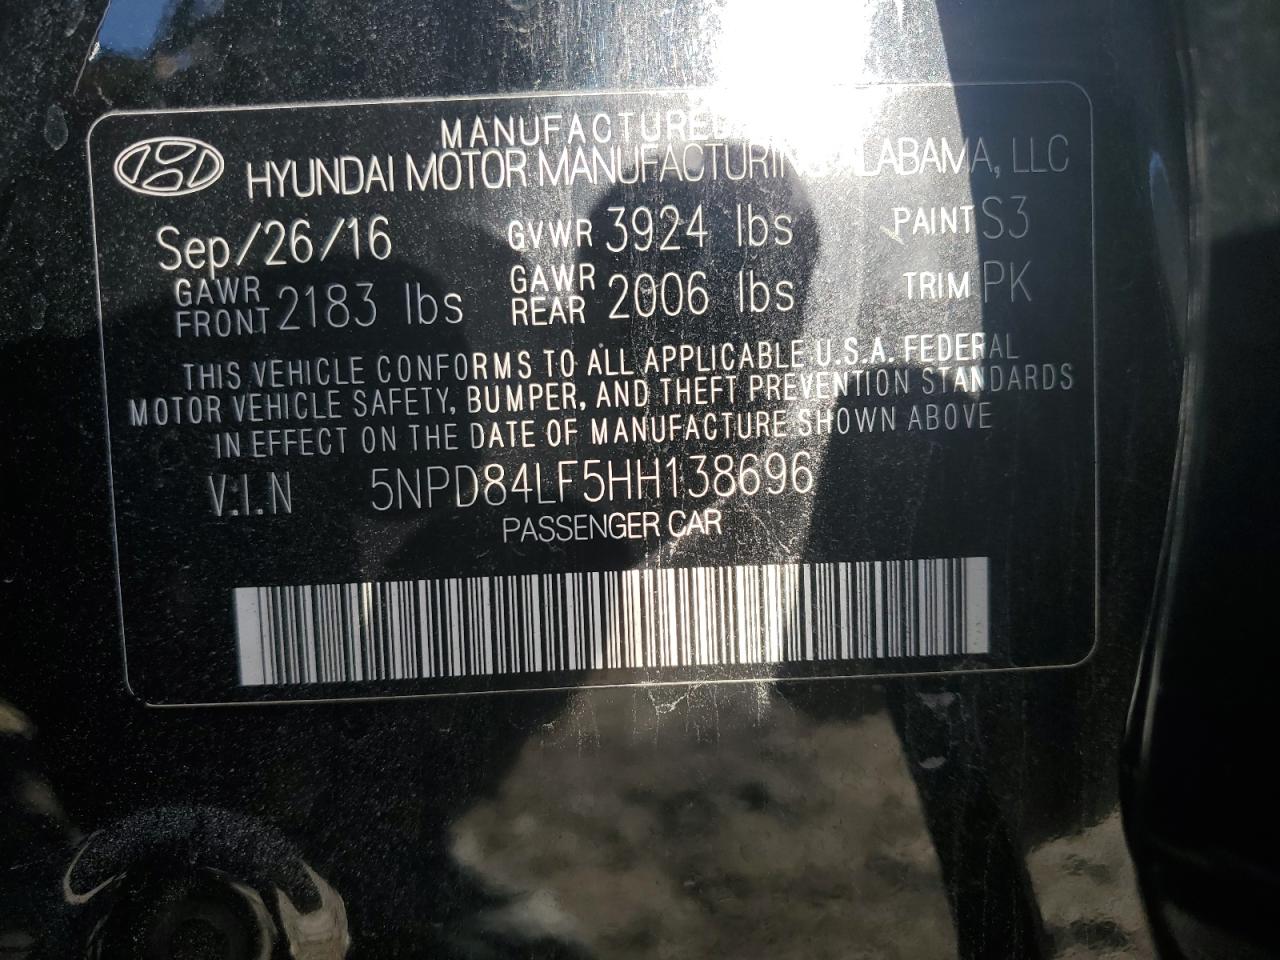 MANUFACTURED
HYUNDAI MOTOR MANUFACTURING ALABAMA, LLC
Sep/26/16 GVWR 3924 lbs PAINT S3
GAWR FRONT 2183 lbs GAWR REAR 2006 lbs TRIM PK
THIS VEHICLE CONFORMS TO ALL APPLICABLE U.S.A. FEDERAL
MOTOR VEHICLE SAFETY, BUMPER, AND THEFT PREVENTION STANDARDS
IN EFFECT ON THE DATE OF MANUFACTURE SHOWN ABOVE
V.I.N 5NPD84LF5HH138696
PASSENGER CAR